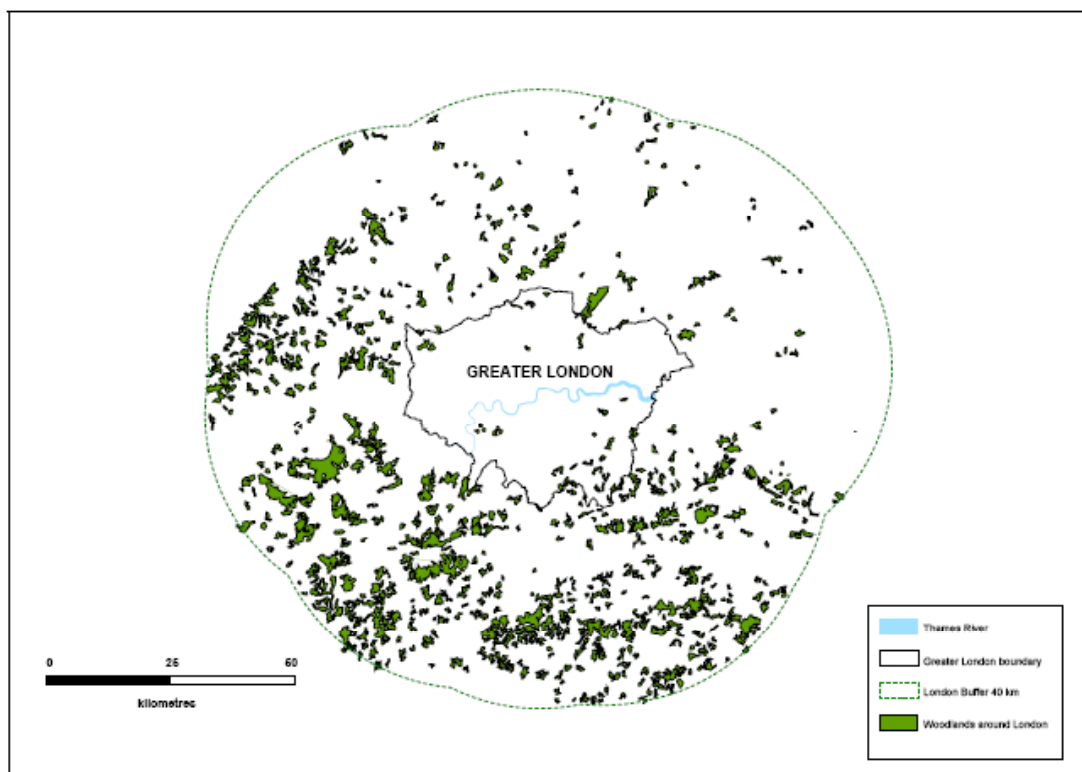 GREATER LONDON
0 25 50
kilometres
Thames River
Greater London boundary
London Buffer 40 km
Woodlands around London